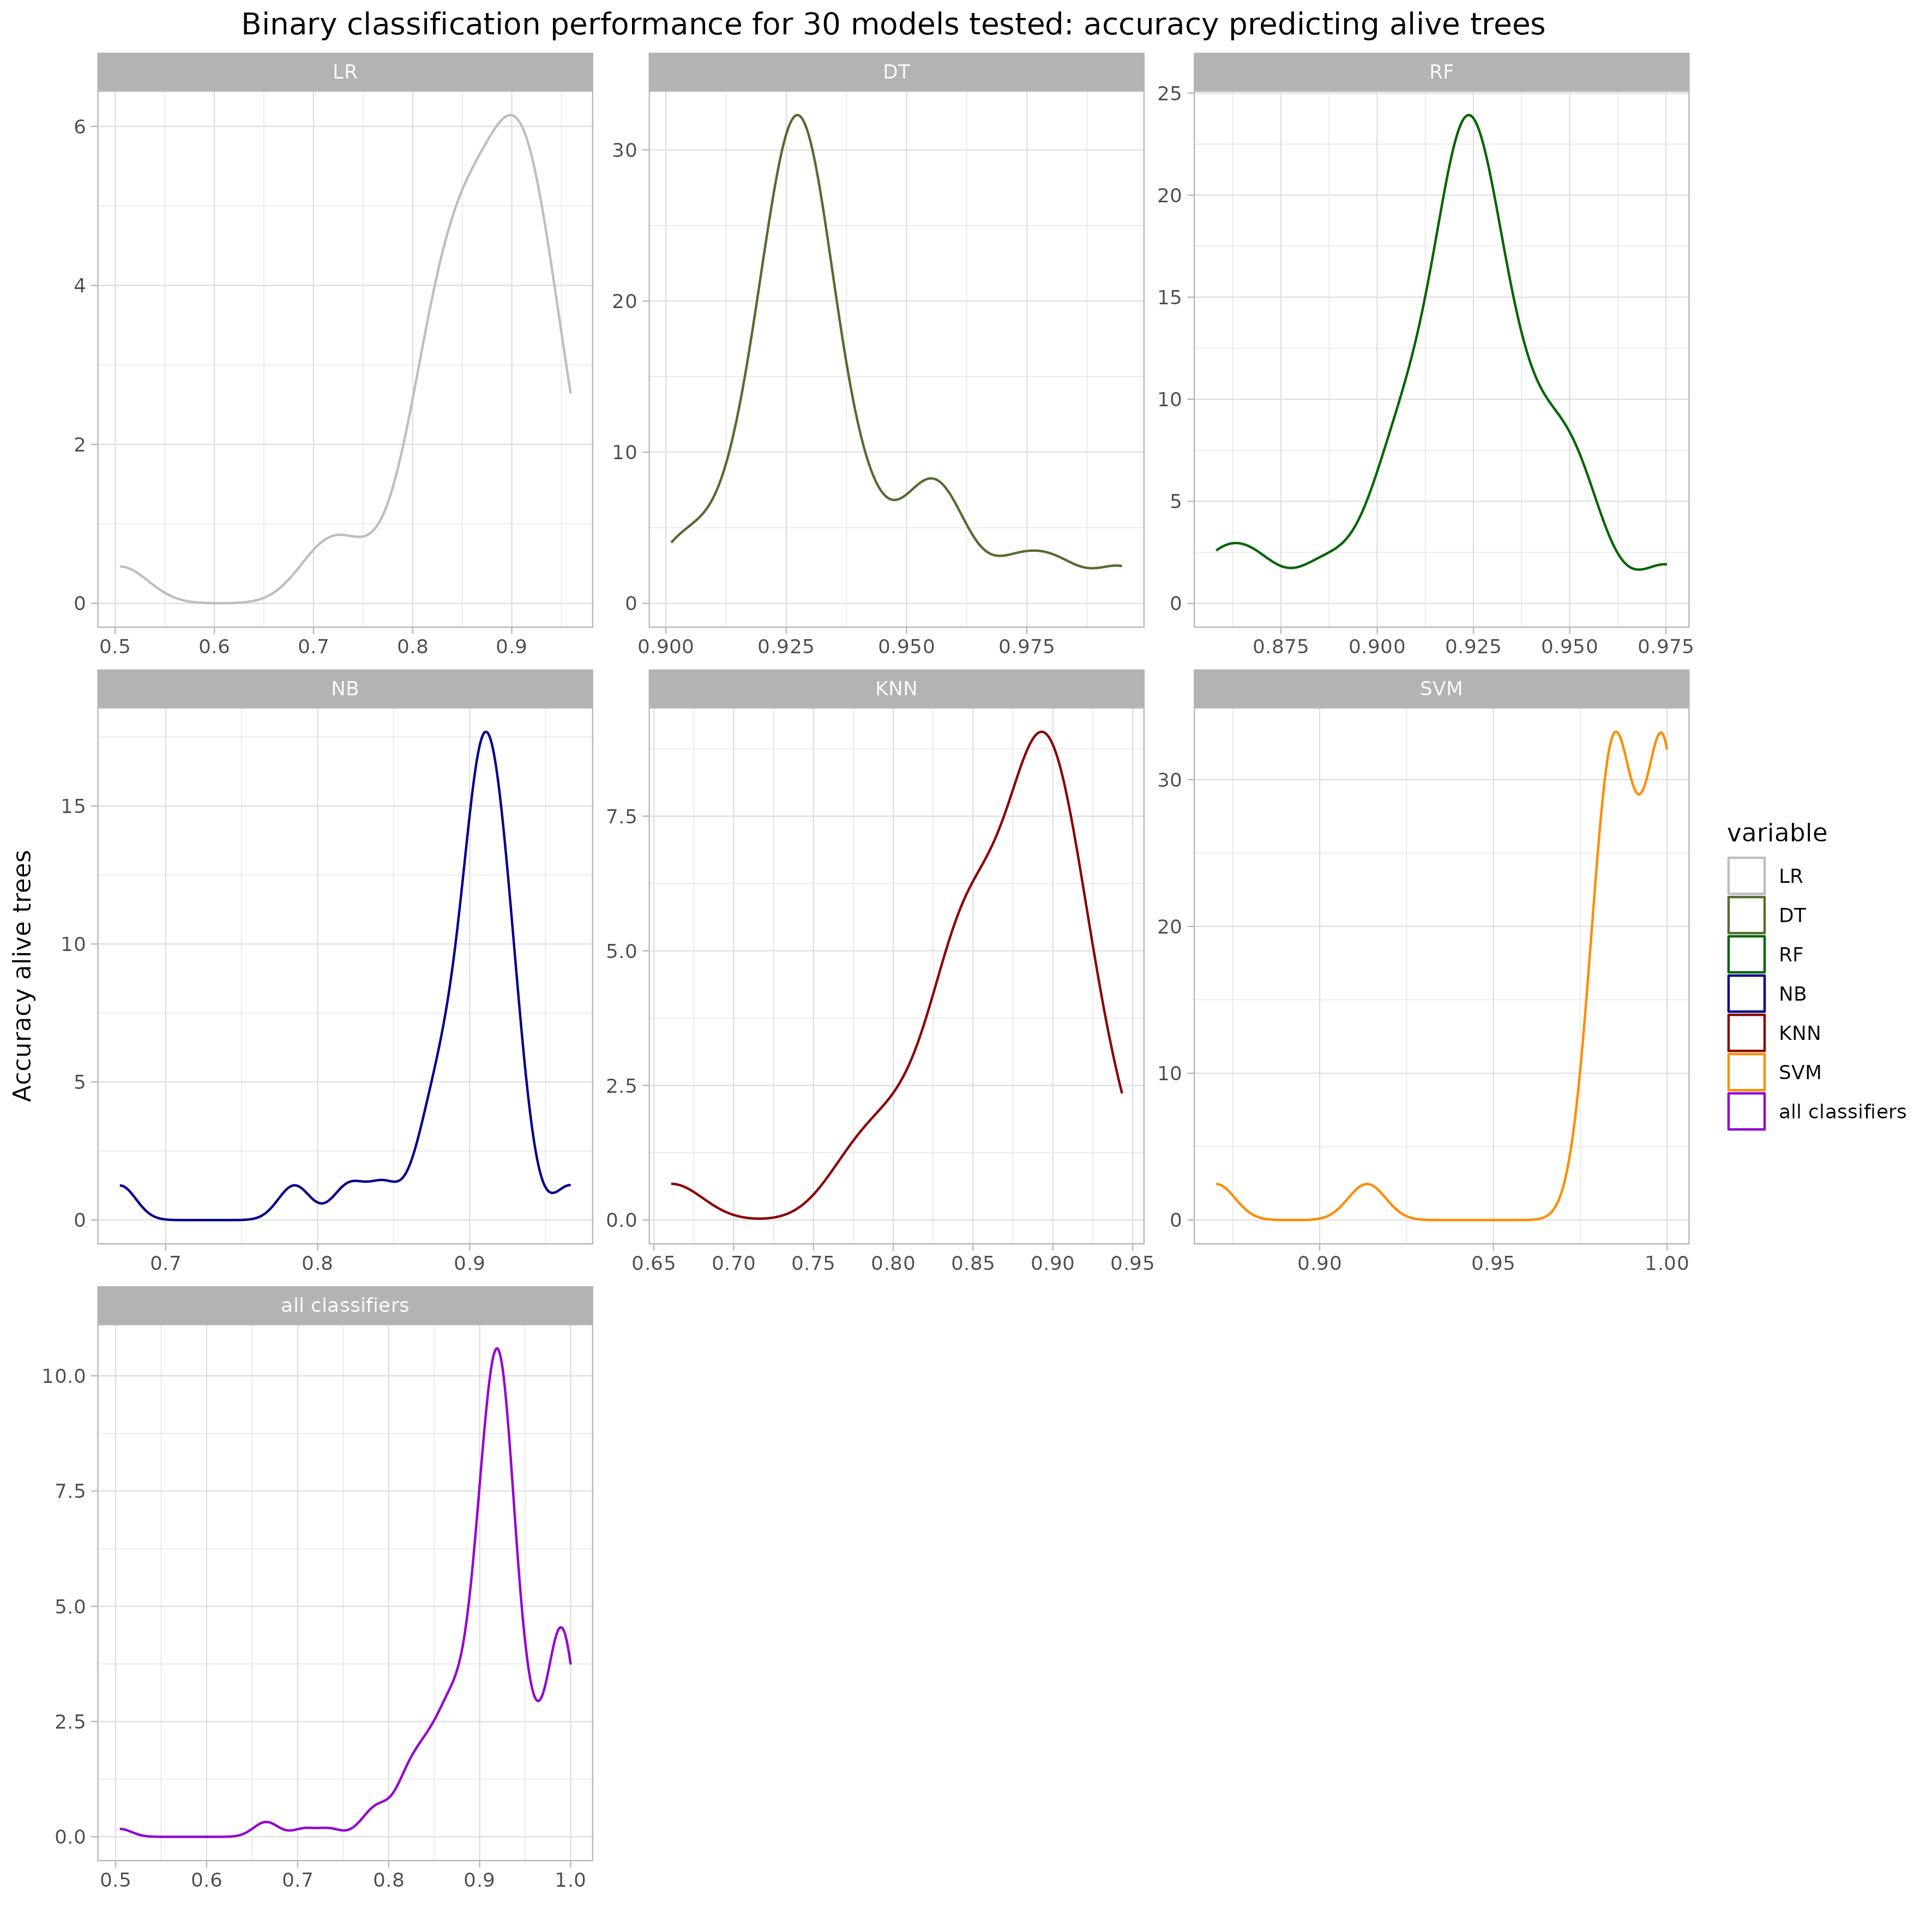 Binary classification performance for 30 models tested: accuracy predicting alive trees
LR
DT
RF
6
4
2
0
0.5 0.6 0.7 0.8 0.9
30
20
10
0
0.900 0.925 0.950 0.975
25
20
15
10
5
0
0.875 0.900 0.925 0.950 0.975
NB
KNN
SVM
Accuracy alive trees
15
10
5
0
0.7 0.8 0.9
7.5
5.0
2.5
0.0
0.65 0.70 0.75 0.80 0.85 0.90 0.95
30
20
10
0
0.90 0.95 1.00
variable
LR
DT
RF
NB
KNN
SVM
all classifiers
all classifiers
10.0
7.5
5.0
2.5
0.0
0.5 0.6 0.7 0.8 0.9 1.0